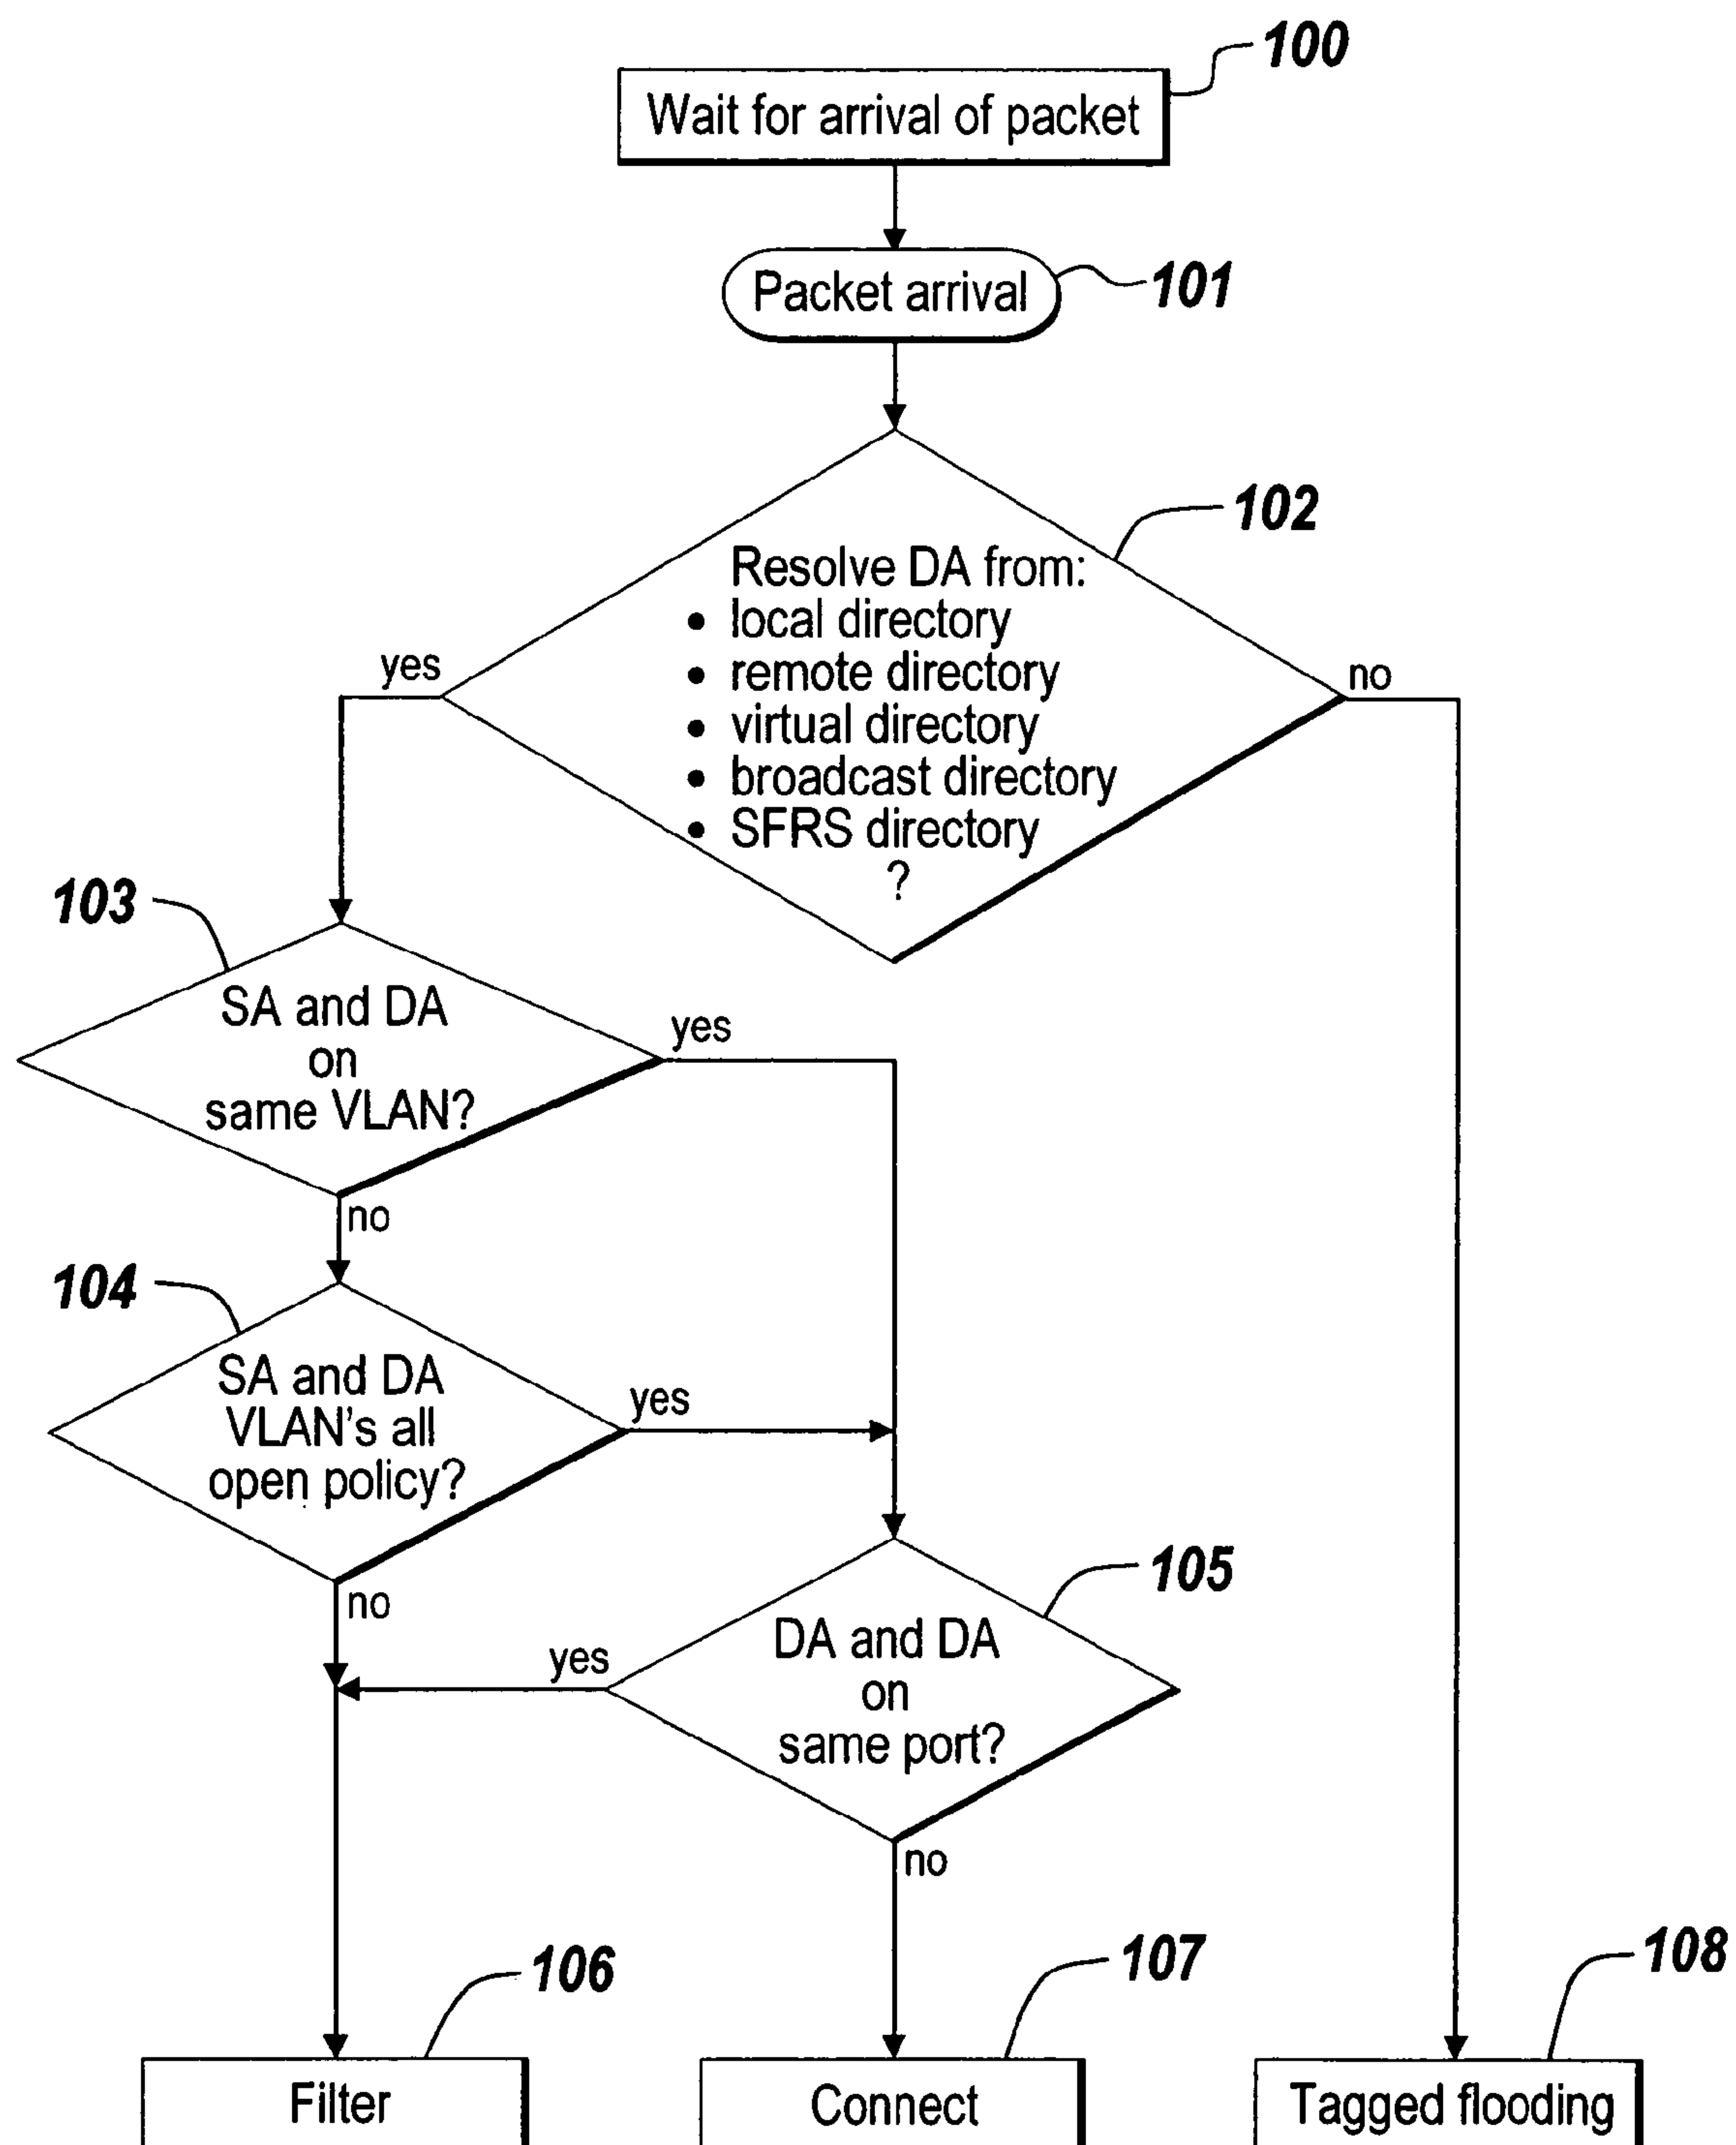 100
Wait for arrival of packet
Packet arrival
101
102
Resolve DA from:
• local directory
• remote directory
• virtual directory
• broadcast directory
• SFRS directory
?
yes
no
103
SA and DA
on
same VLAN?
yes
no
104
SA and DA
VLAN's all
open policy?
yes
no
105
DA and DA
on
same port?
yes
no
106
107
108
Filter
Connect
Tagged flooding